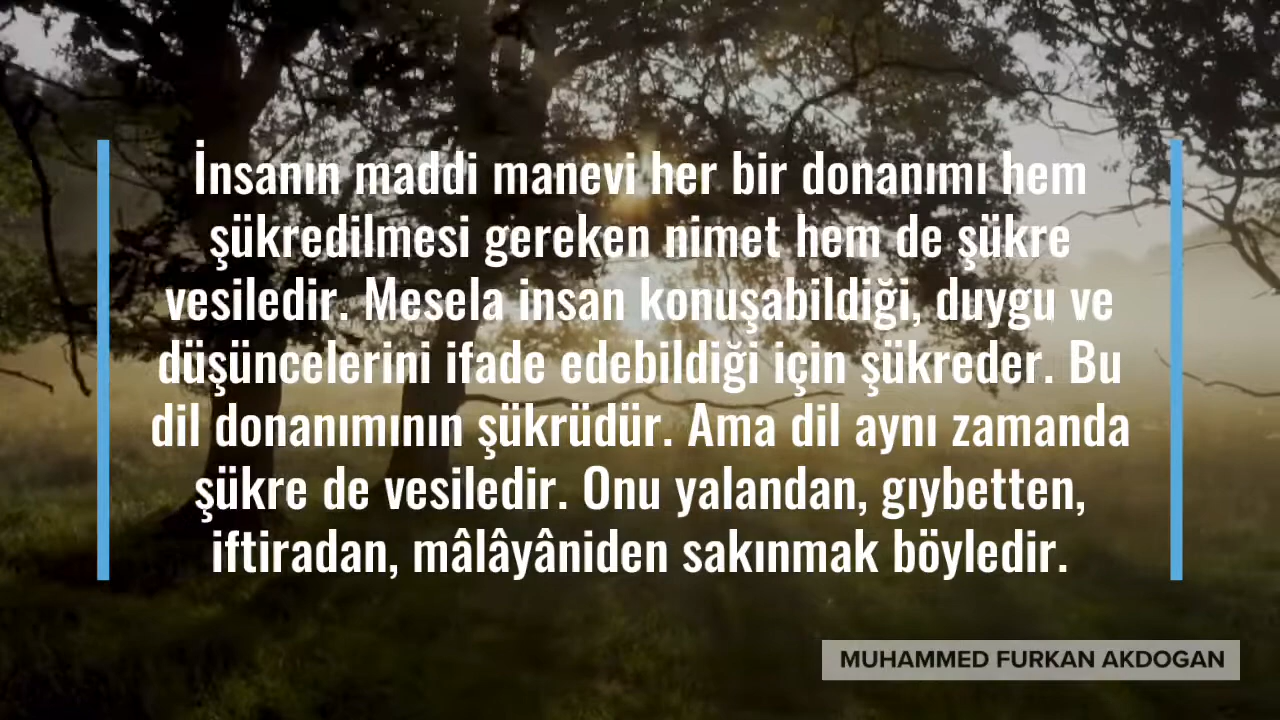 İnsanın maddi manevi her bir donanımı hem
şükredilmesi gereken nimet hem de şükre
vesiledir. Mesela insan konuşabildiği, duygu ve
düşüncelerini ifade edebildiği için şükreder. Bu
dil donanımının şükrüdür. Ama dil aynı zamanda
şükre de vesiledir. Onu yalandan, gıybetten,
iftiradan, mâlâyâniden sakınmak böyledir.
MUHAMMED FURKAN AKDOGAN